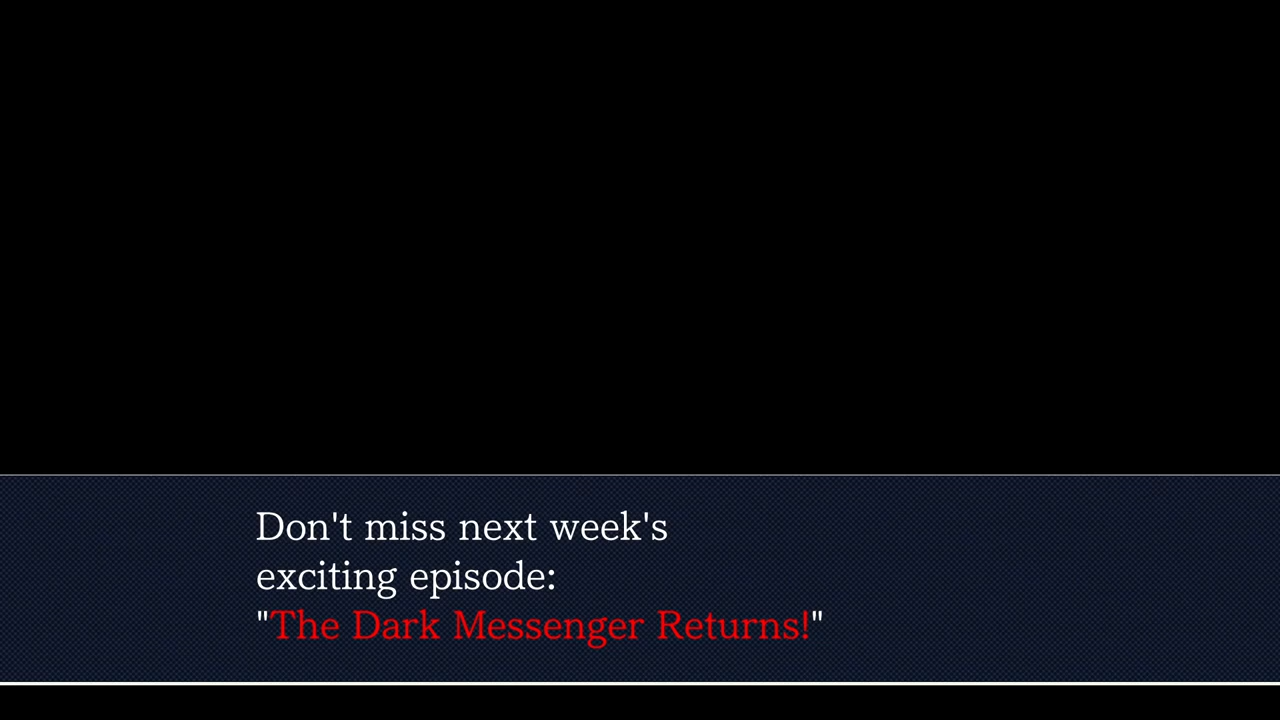 Don't miss next week's
exciting episode:
"The Dark Messenger Returns!"